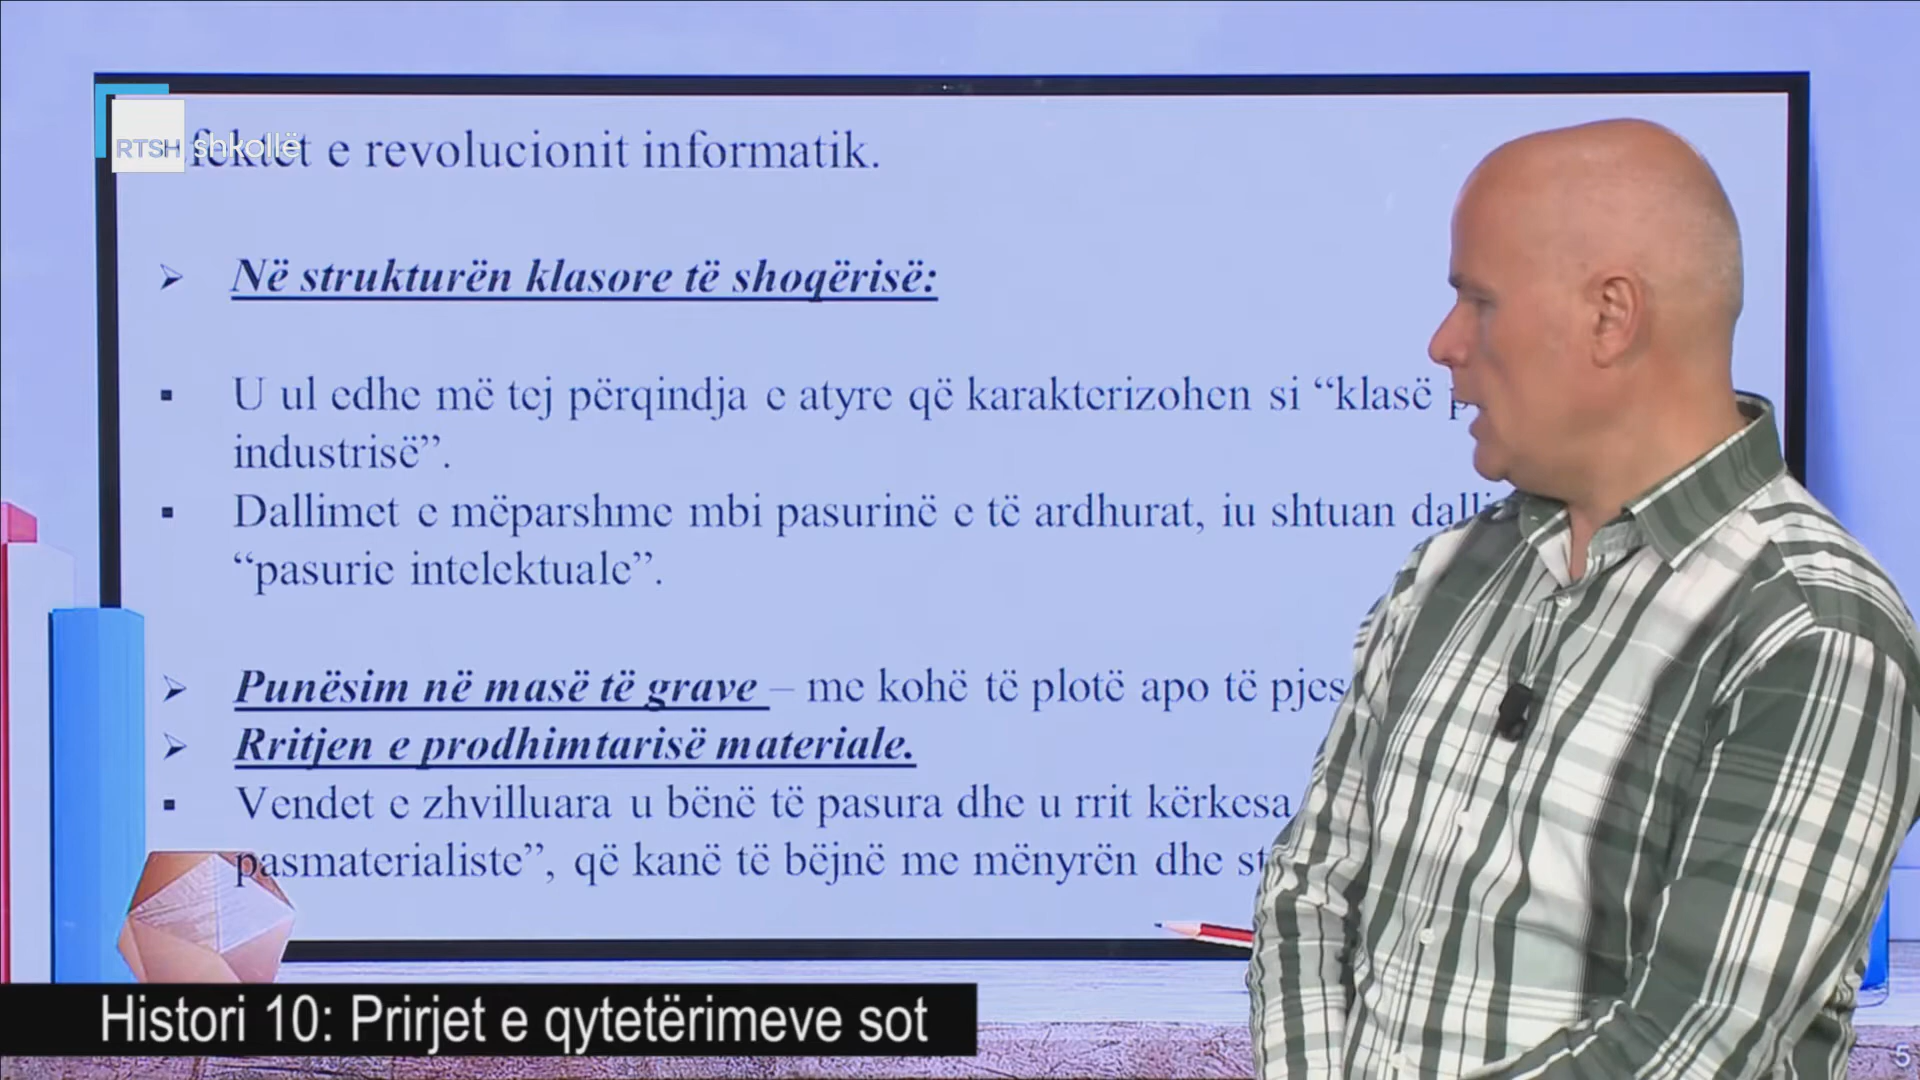 RTSH shkollë
Efektet e revolucionit informatik.
➢ Në strukturën klasore të shoqërisë:
▪ U ul edhe më tej përqindja e atyre që karakterizohen si “klasë
industrisë”.
▪ Dallimet e mëparshme mbi pasurinë e të ardhurat, iu shtuan
“pasurie intelektuale”.
➢ Punësim në masë të grave – me kohë të plotë apo të
➢ Rritjen e prodhimtarisë materiale.
▪ Vendet e zhvilluara u bënë të pasura dhe u rrit kërkesa
pasmaterialiste”, që kanë të bëjnë me mënyrën dhe
Histori 10: Prirjet e qytetërimeve sot
5